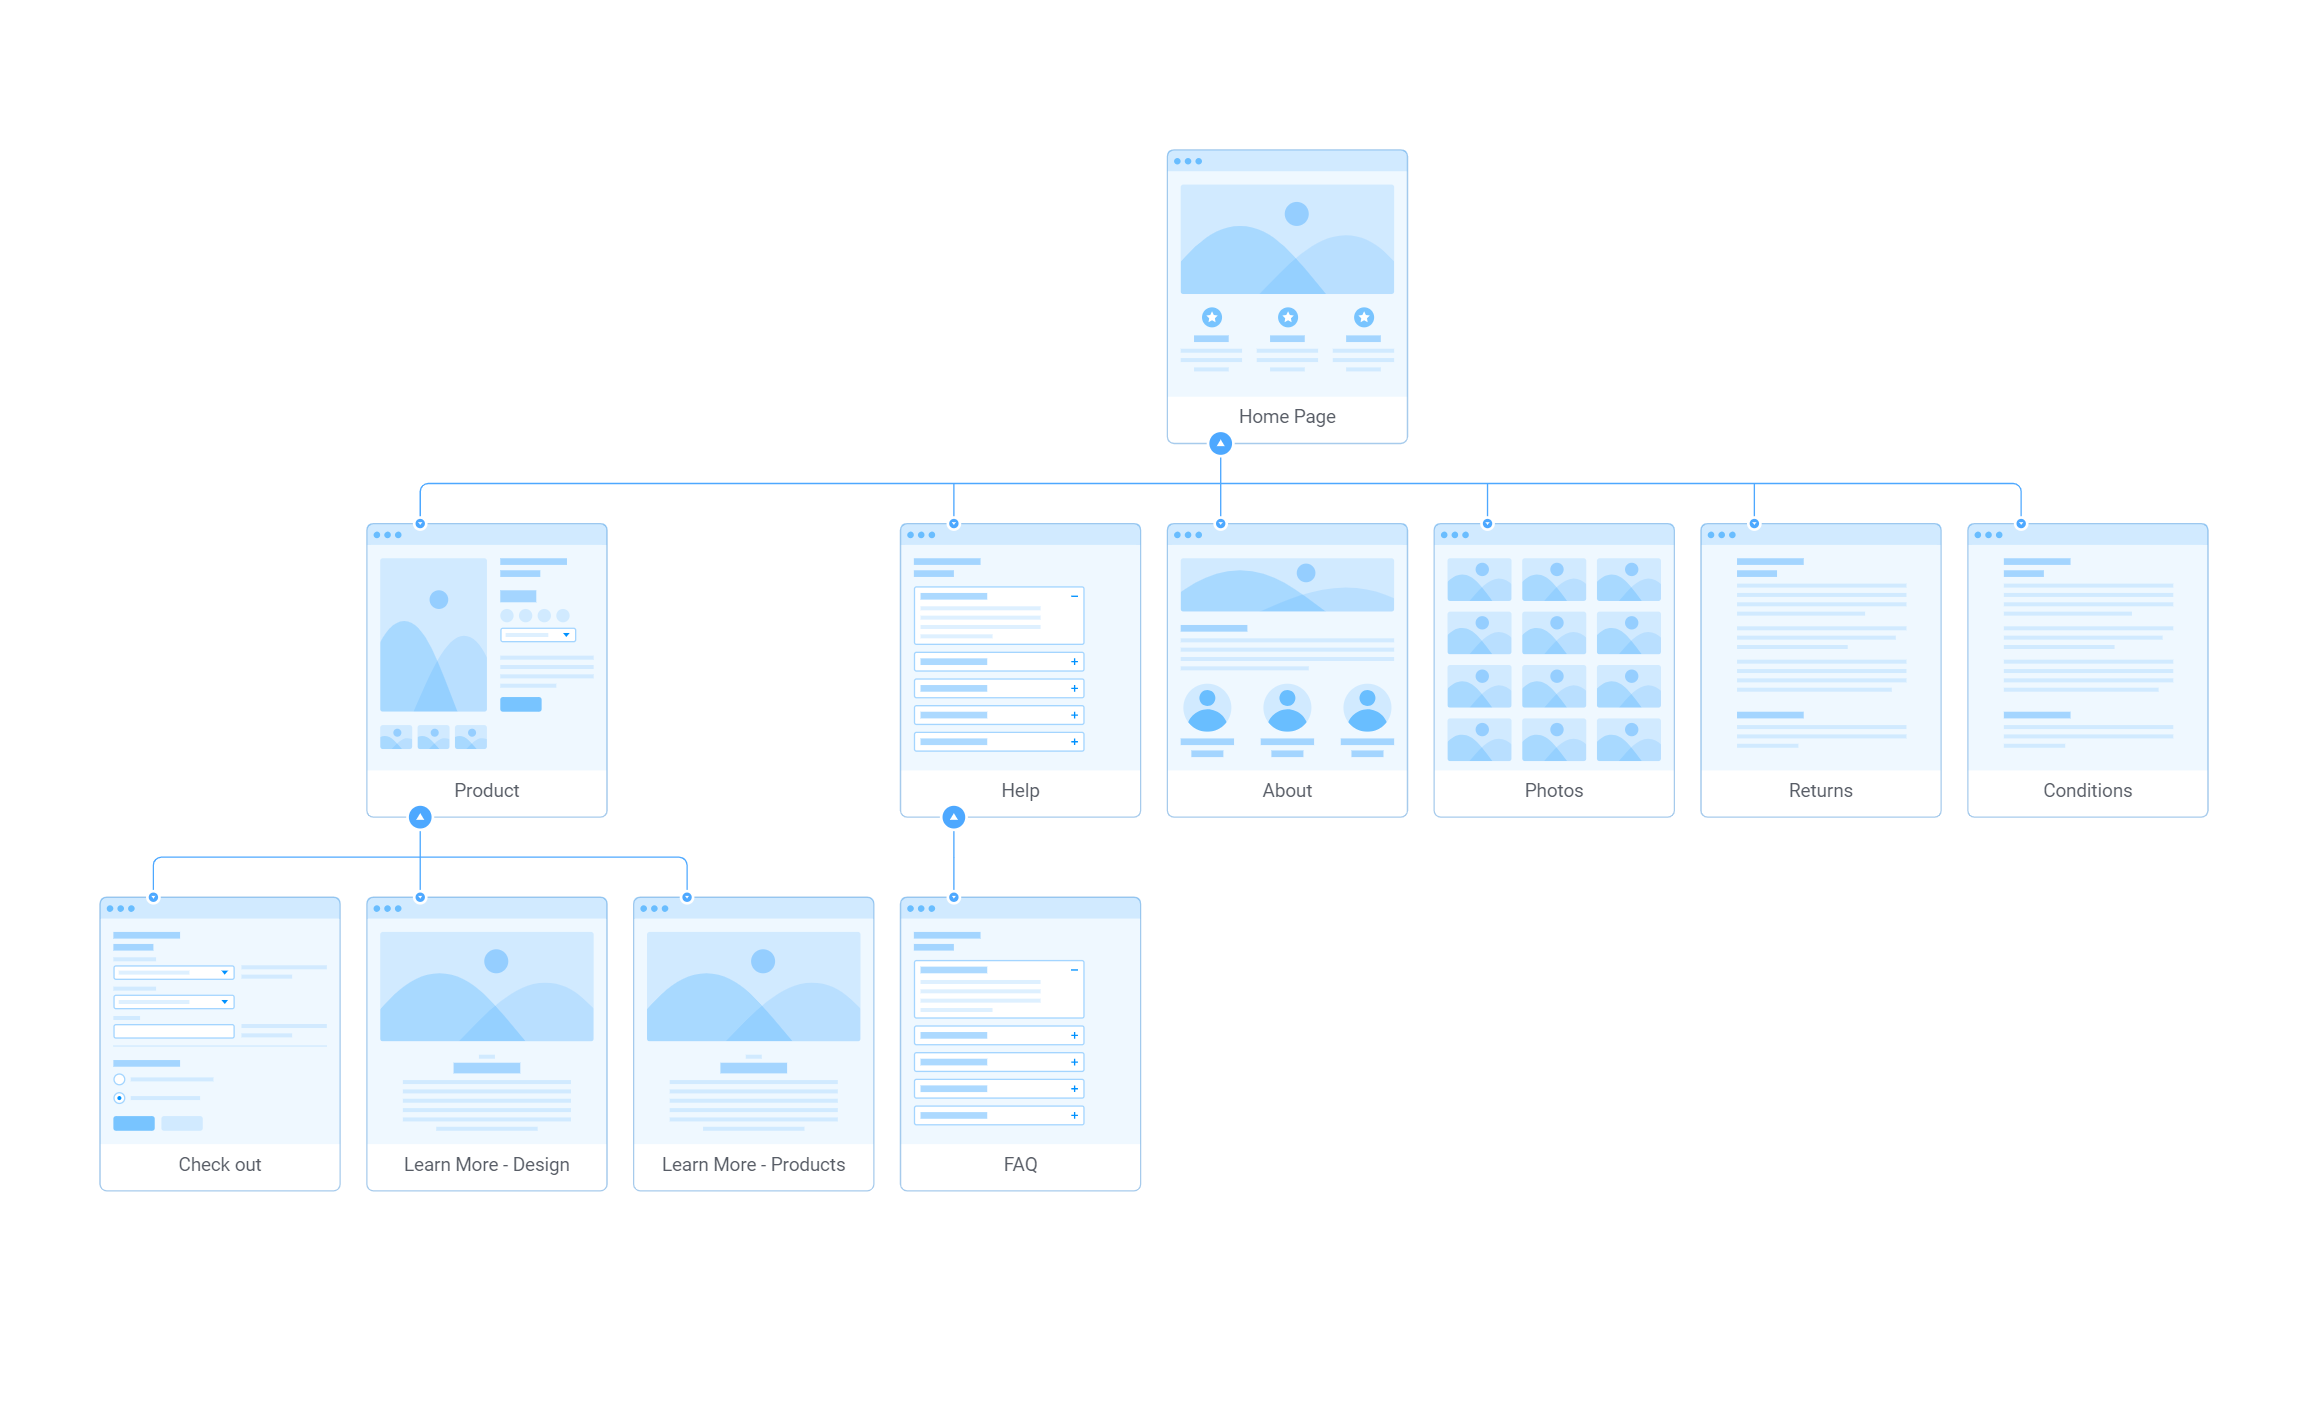 Home Page
Product
Help
About
Photos
Returns
Conditions
Check out
Learn More - Design
Learn More - Products
FAQ